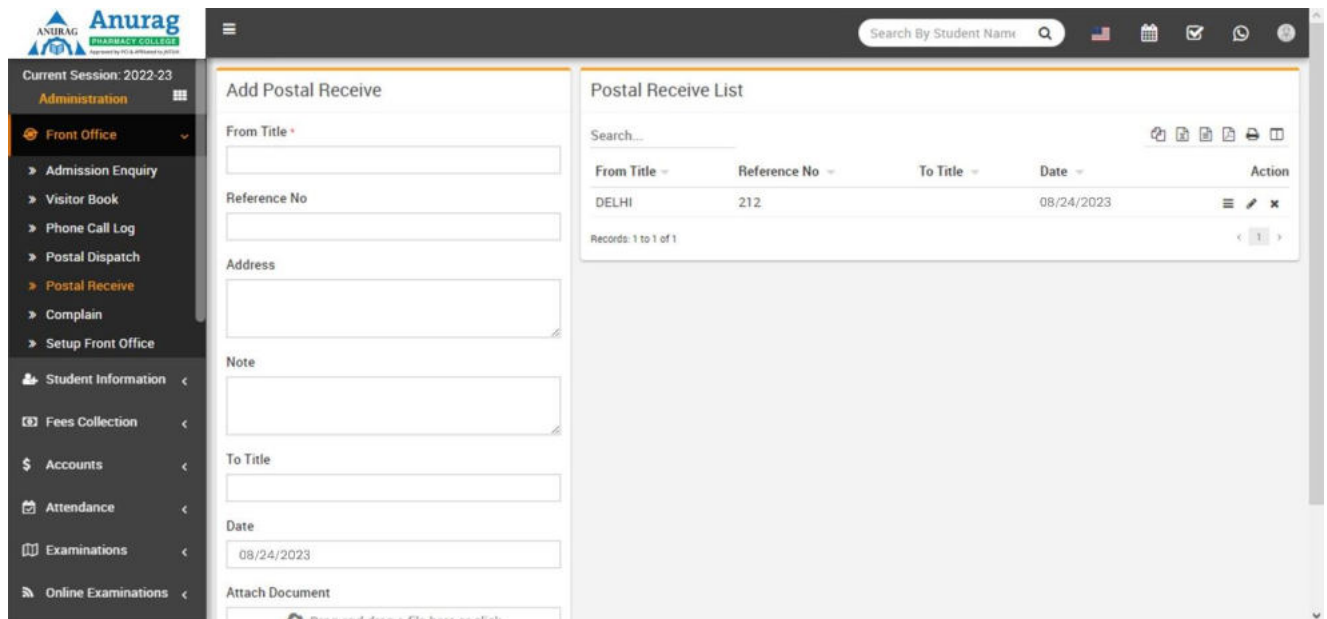 ANURAG
Anurag
PHARMACY COLLEGE
Search By Student Name
Current Session: 2022-23
Administration
Front Office
Admission Enquiry
Visitor Book
Phone Call Log
Postal Dispatch
Postal Receive
Complain
Setup Front Office
Student Information
Fees Collection
Accounts
Attendance
Examinations
Online Examinations
Add Postal Receive
From Title *
Reference No
Address
Note
To Title
Date
08/24/2023
Attach Document
Postal Receive List
Search...
From Title Reference No To Title Date Action
DELHI 212 08/24/2023
Records: 1 to 1 of 1
1